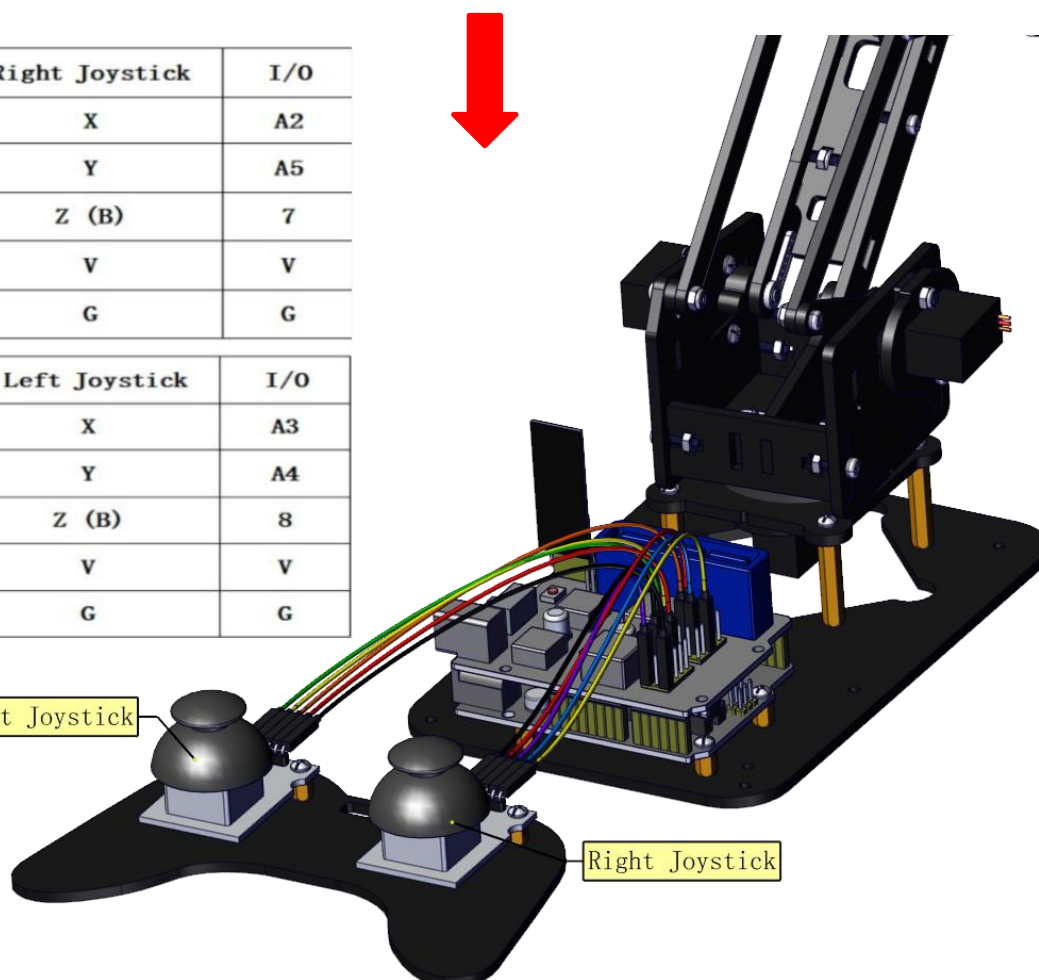 Right Joystick I/O
X A2
Y A5
Z (B) 7
V V
G G
Left Joystick I/O
X A3
Y A4
Z (B) 8
V V
G G
t Joystick
Right Joystick